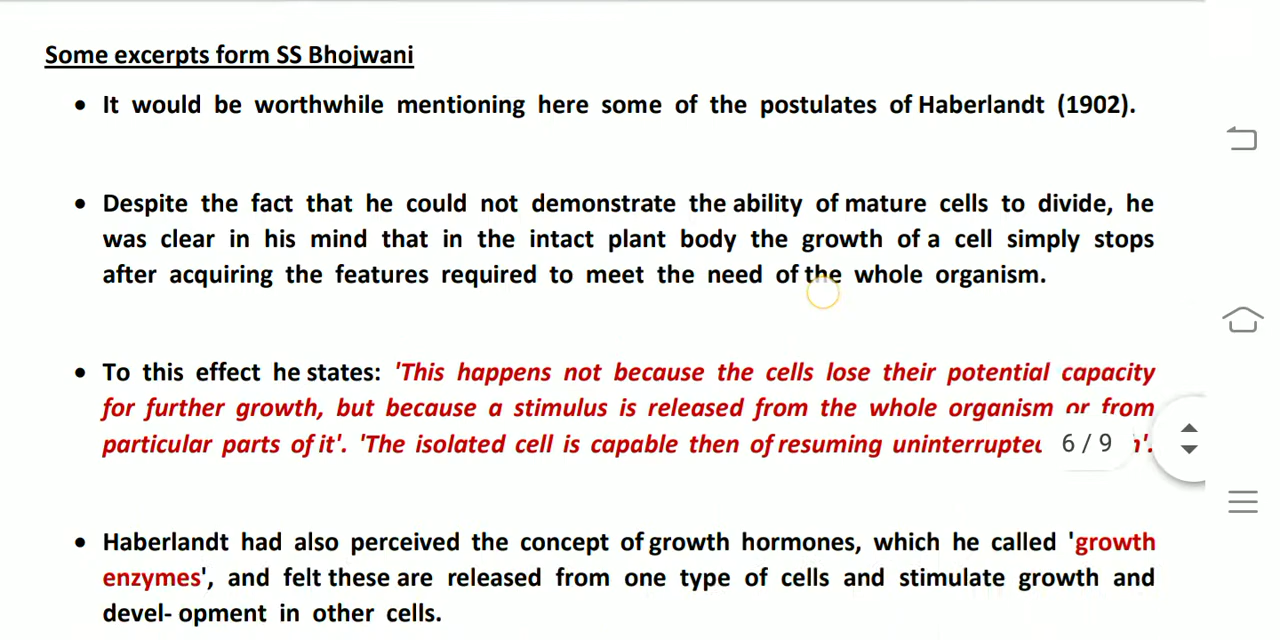 Some excerpts form SS Bhojwani
• It would be worthwhile mentioning here some of the postulates of Haberlandt (1902).
• Despite the fact that he could not demonstrate the ability of mature cells to divide, he
was clear in his mind that in the intact plant body the growth of a cell simply stops
after acquiring the features required to meet the need of the whole organism.
• To this effect he states: 'This happens not because the cells lose their potential capacity
for further growth, but because a stimulus is released from the whole organism or from
particular parts of it'. 'The isolated cell is capable then of resuming
6 / 9
• Haberlandt had also perceived the concept of growth hormones, which he called 'growth
enzymes', and felt these are released from one type of cells and stimulate growth and
devel- opment in other cells.